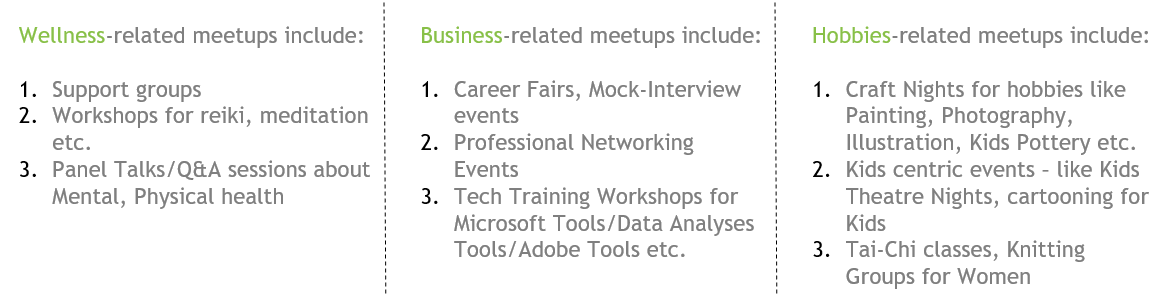 Wellness-related meetups include:
1. Support groups
2. Workshops for reiki, meditation
etc.
3. Panel Talks/Q&A sessions about
Mental, Physical health
Business-related meetups include:
1. Career Fairs, Mock-Interview
events
2. Professional Networking
Events
3. Tech Training Workshops for
Microsoft Tools/Data Analyses
Tools/Adobe Tools etc.
Hobbies-related meetups include:
1. Craft Nights for hobbies like
Painting, Photography,
Illustration, Kids Pottery etc.
2. Kids centric events – like Kids
Theatre Nights, cartooning for
Kids
3. Tai-Chi classes, Knitting
Groups for Women